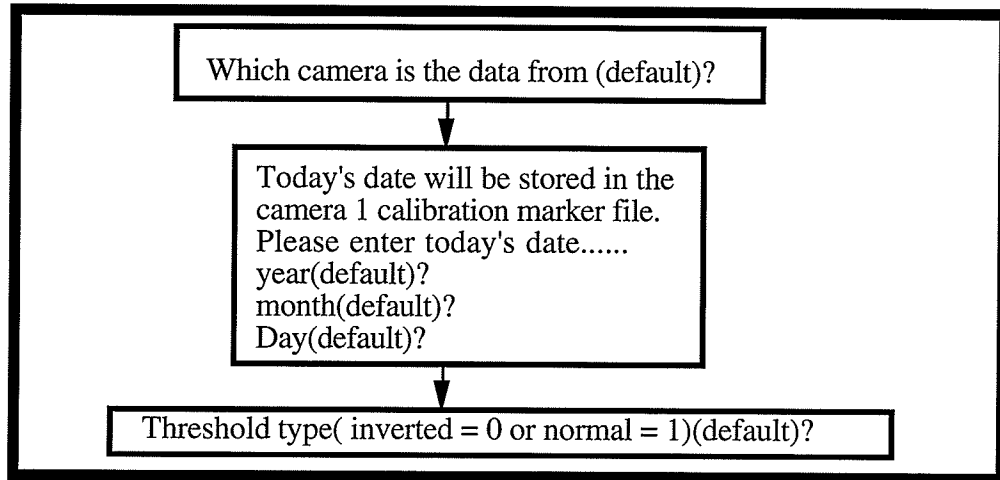 Which camera is the data from (default)?
Today's date will be stored in the
camera 1 calibration marker file.
Please enter today's date......
year(default)?
month(default)?
Day(default)?
Threshold type( inverted = 0 or normal = 1)(default)?